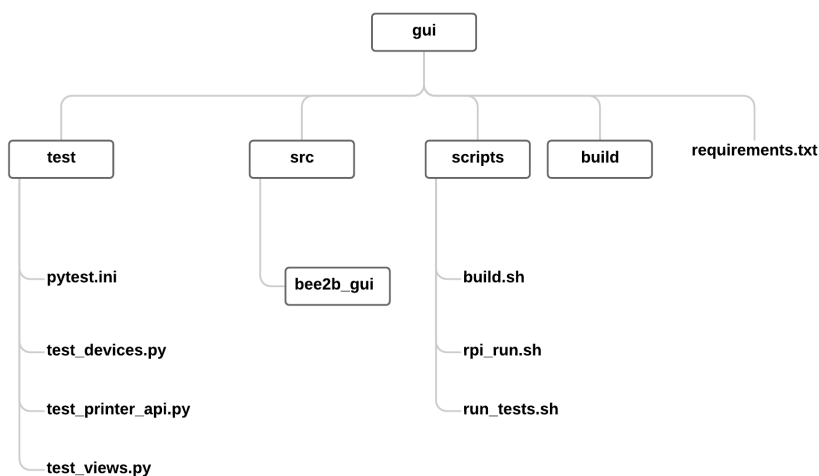 gui
test
src
scripts
build
requirements.txt
pytest.ini
bee2b_gui
build.sh
test_devices.py
rpi_run.sh
test_printer_api.py
run_tests.sh
test_views.py